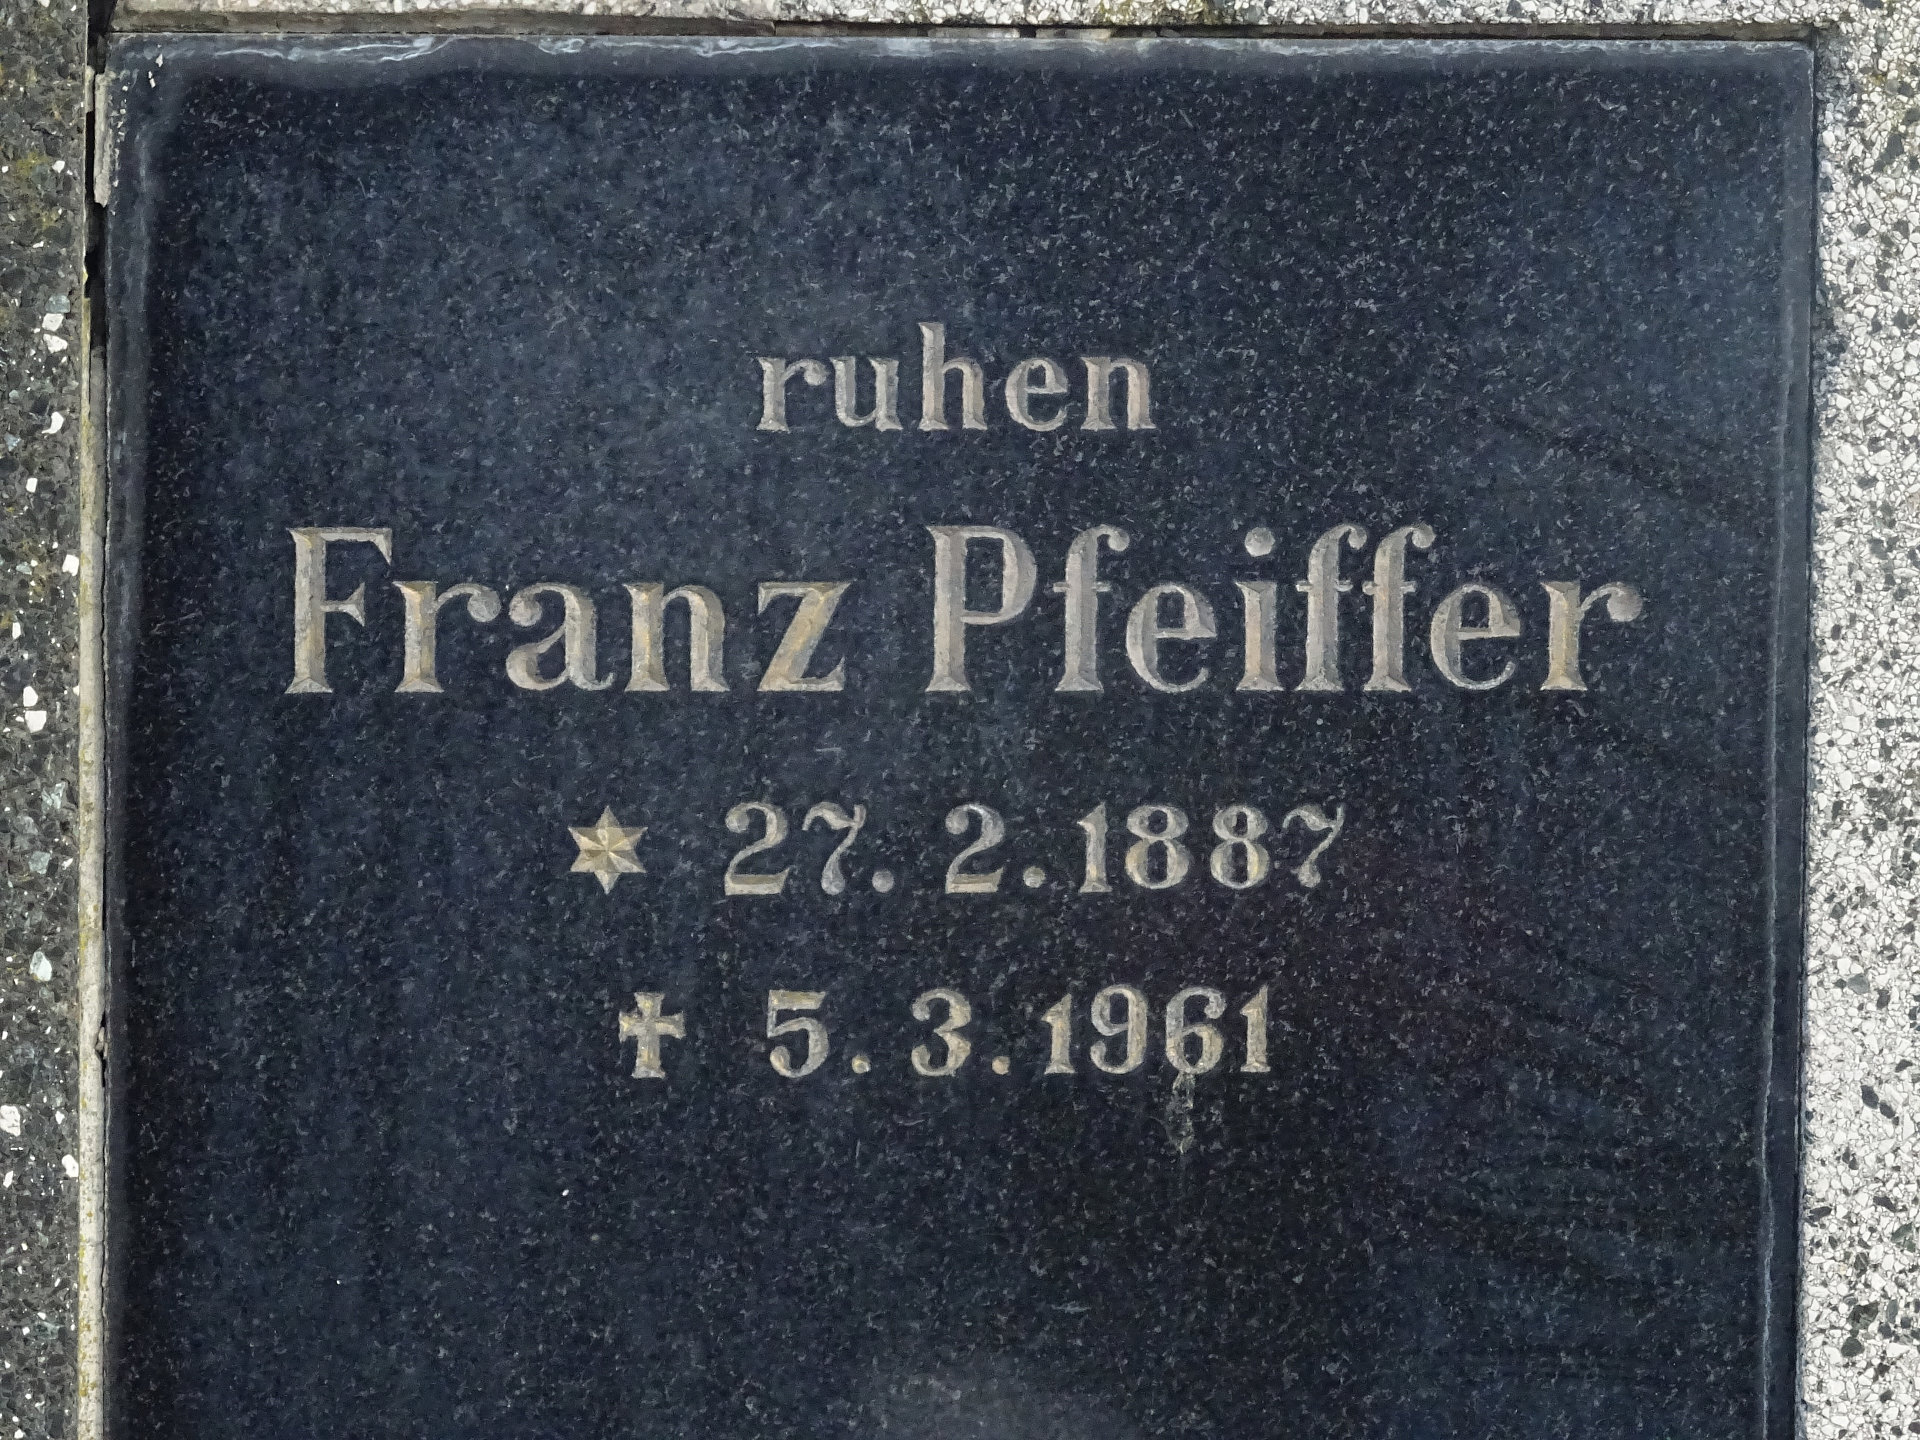 ruhen
Franz Pfeiffer
✶ 27. 2. 1887
✝ 5. 3. 1961